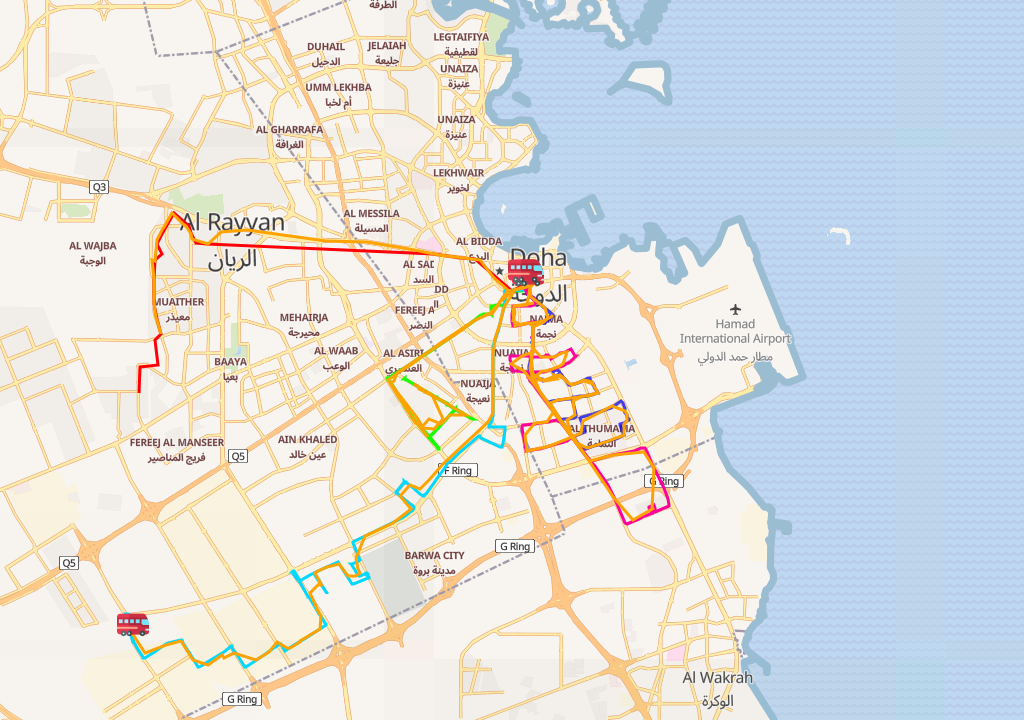 الطرفة
LEGTAIFIYA
لقطيفية
DUHAIL
الدحيل
JELAIAH
جليعة
UNAIZA
عنيزة
UMM LEKHBA
أم لخبا
UNAIZA
عنيزة
AL GHARRAFA
الغرافة
LEKHWAIR
لخوير
Q3
Al Rayyan
الريان
AL MESSILA
المسيلة
AL WAJBA
الوجبة
AL BIDDA
البدع
Doha
الدوحة
AL SAD
السد
DD
MUAITHER
معيذر
MEHAIRJA
محيرجة
FEREEJ A
النصر
NAJMA
نجمة
Hamad
International Airport
مطار حمد الدولي
BAAYA
بعيا
AL WAAB
الوعب
AL ASIRI
العسيري
NUAIJA
نعيجة
NUAIJA
نعيجة
AL THUMAMA
الثمامة
FEREEJ AL MANSEER
فريج المناصير
AIN KHALED
عين خالد
Q5
F Ring
G Ring
G Ring
BARWA CITY
مدينة بروة
Q5
G Ring
Al Wakrah
الوكرة